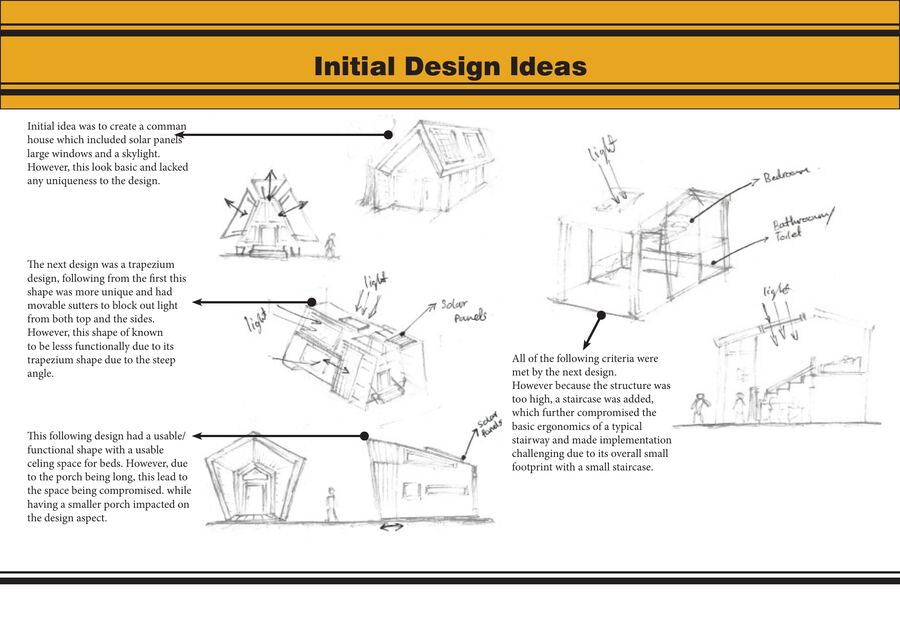 Initial Design Ideas
Initial idea was to create a comman
house which included solar panels
large windows and a skylight.
However, this look basic and lacked
any uniqueness to the design.
The next design was a trapezium
design, following from the first this
shape was more unique and had
movable sutters to block out light
from both top and the sides.
However, this shape of known
to be lesss functionally due to its
trapezium shape due to the steep
angle.
light
light
Solar
Panels
This following design had a usable/
functional shape with a usable
celing space for beds. However, due
to the porch being long, this lead to
the space being compromised. while
having a smaller porch impacted on
the design aspect.
Solar
Panels
light
Bedroom
Bathroom/
Toilet
light
All of the following criteria were
met by the next design.
However because the structure was
too high, a staircase was added,
which further compromised the
basic ergonomics of a typical
stairway and made implementation
challenging due to its overall small
footprint with a small staircase.